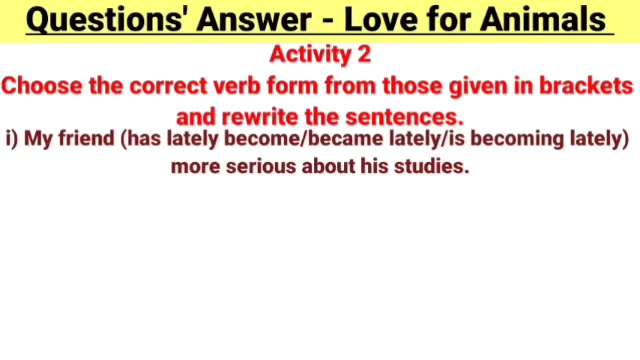 Questions' Answer - Love for Animals
Activity 2
Choose the correct verb form from those given in brackets
and rewrite the sentences.
i) My friend (has lately become/became lately/is becoming lately)
more serious about his studies.